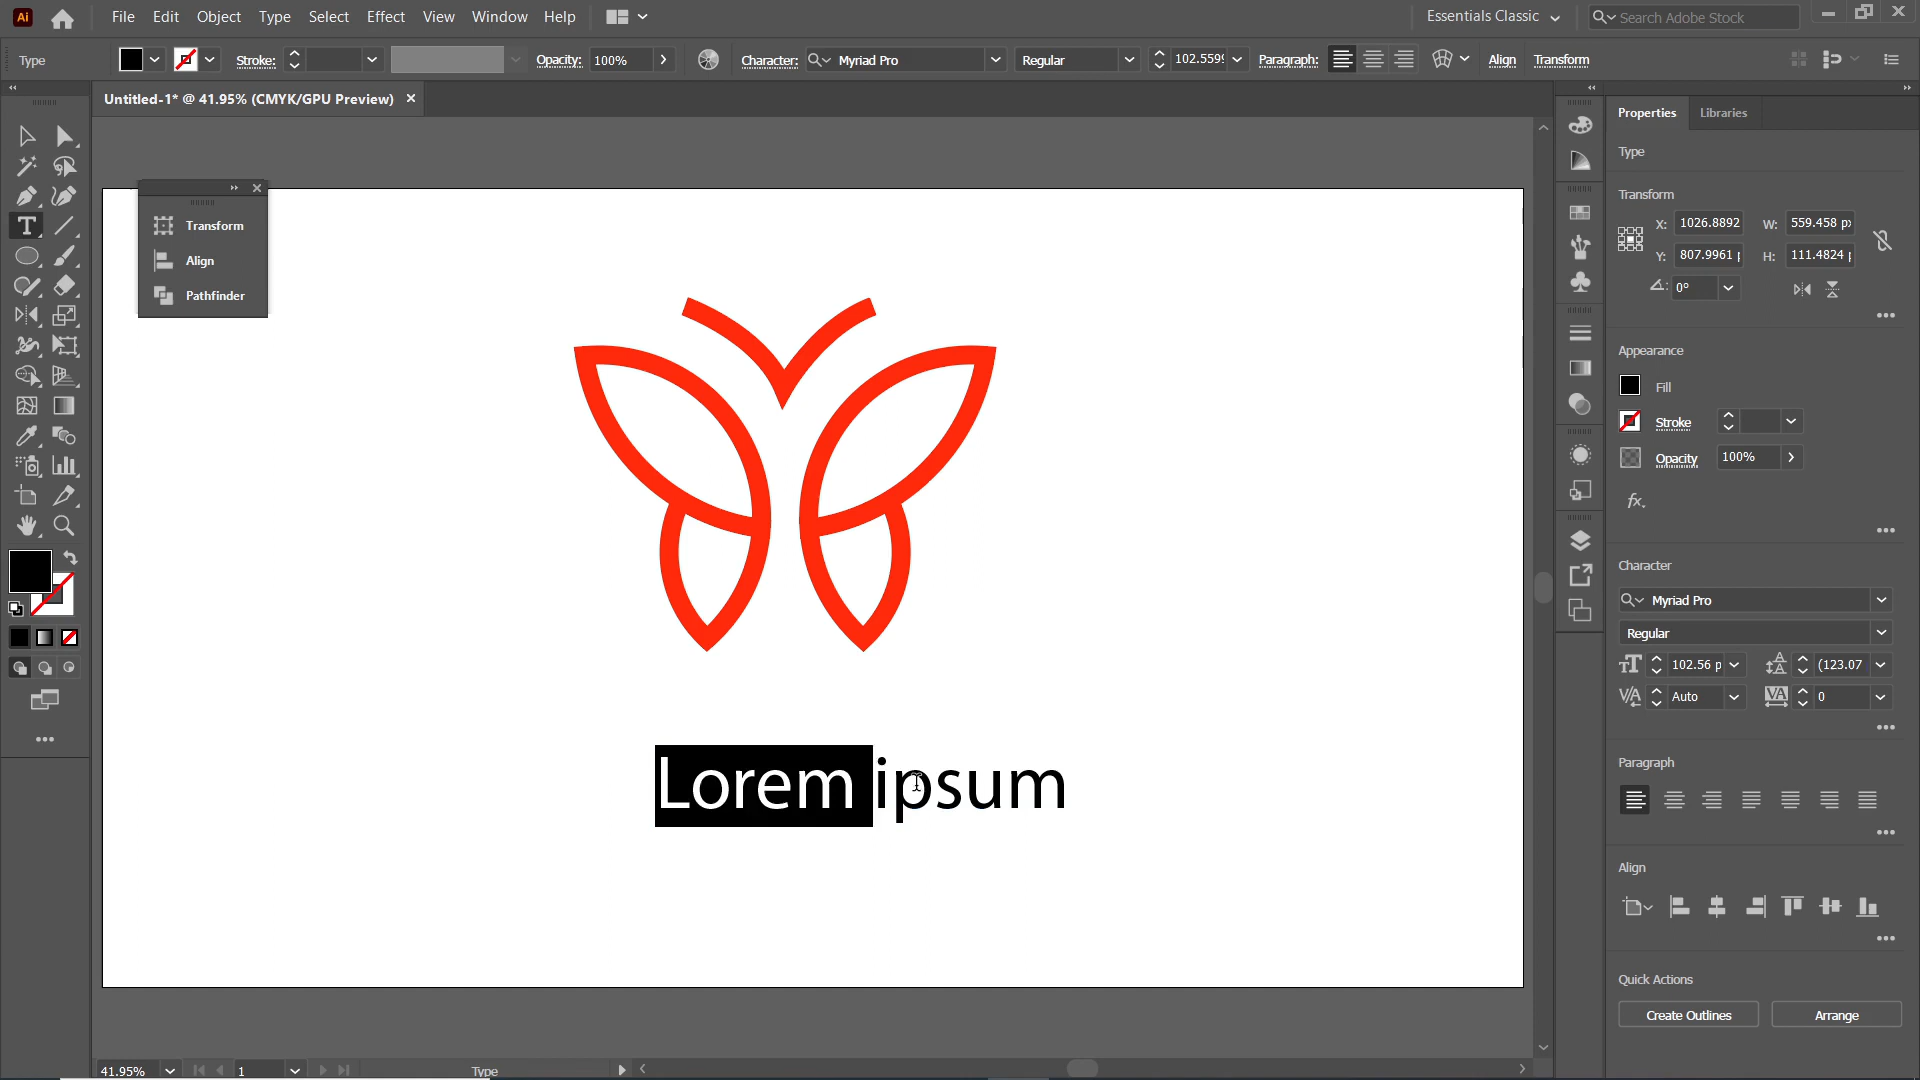 Ai File Edit Object Type Select Effect View Window Help Essentials Classic Search Adobe Stock
Type Stroke: Opacity: 100% Character: Myriad Pro Regular 102.559 Paragraph: Align Transform
Untitled-1* @ 41.95% (CMYK/GPU Preview)
Transform
Align
Pathfinder
Lorem ipsum
41.95% 1 Type
Properties Libraries
Type
Transform
X: 1026.8892 W: 559.458 px
Y: 807.9961 H: 111.4824
0°
Appearance
Fill
Stroke
Opacity 100%
fx.
Character
Myriad Pro
Regular
102.56 p (123.07
Auto 0
Paragraph
Align
Quick Actions
Create Outlines Arrange